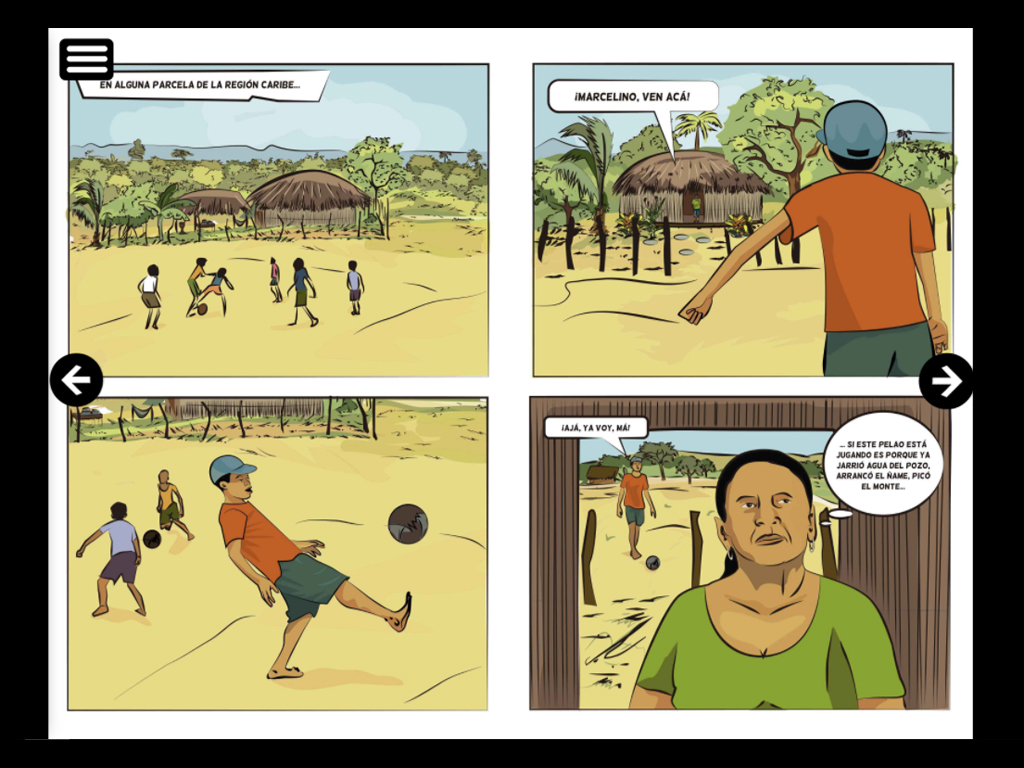 EN ALGUNA PARCELA DE LA REGIÓN CARIBE...
¡MARCELINO, VEN ACÁ!
¡AJÁ, YA VOY, MÁ!
... SI ESTE PELAO ESTÁ
JUGANDO ES PORQUE YA
JARRIÓ AGUA DEL POZO,
ARRANCÓ EL ÑAME, PICÓ
EL MONTE...